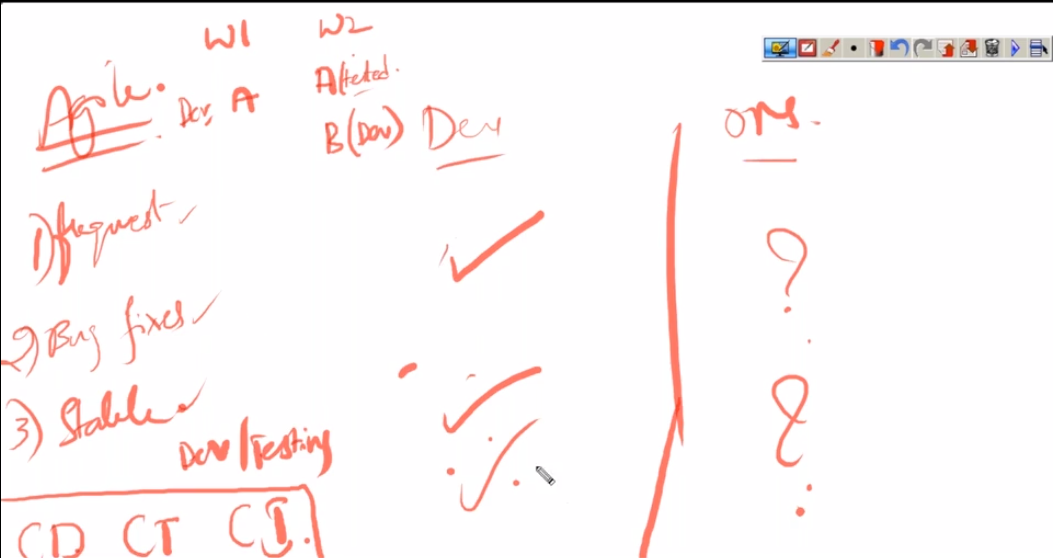 W1 W2
Agile. Dev, A A(tested.
B(Dev) Dev OPS.
1) frequest
2) Bug fixes
3) Stable
Dev/Testing
CD CT CI.
? ?